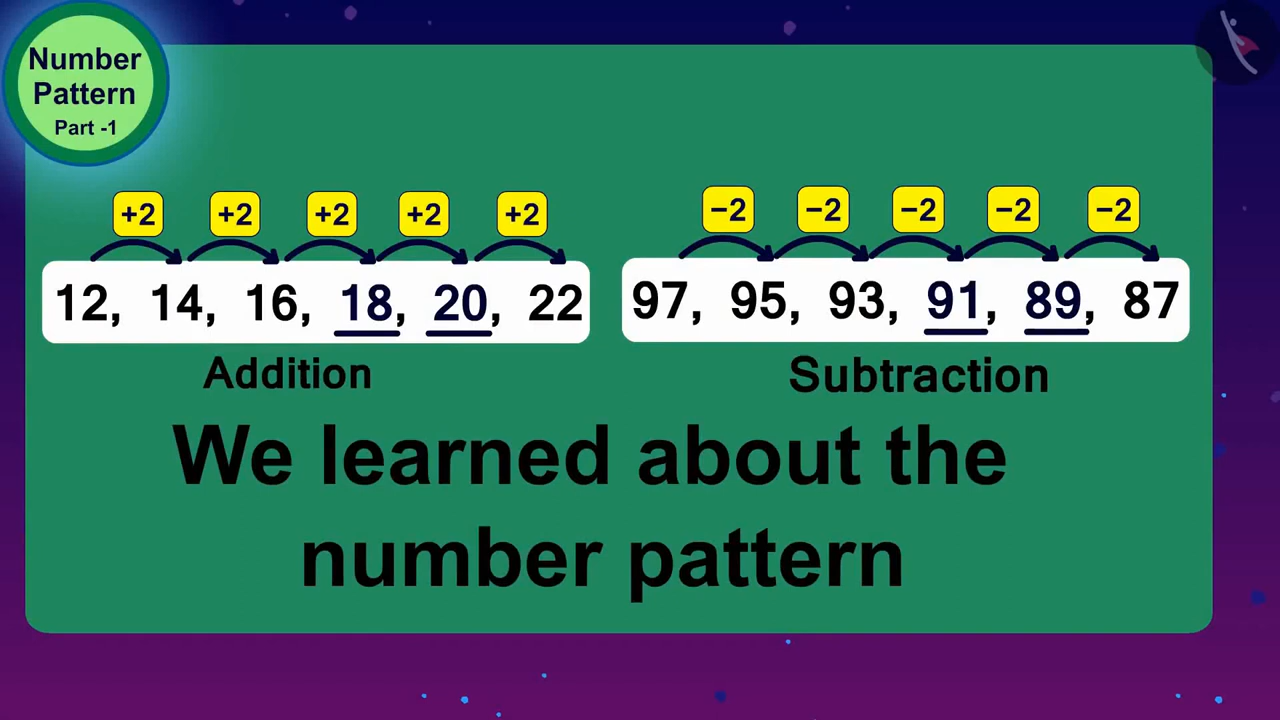 Number
Pattern
Part -1
+2 +2 +2 +2 +2
12, 14, 16, 18, 20, 22
Addition
−2 −2 −2 −2 −2
97, 95, 93, 91, 89, 87
Subtraction
We learned about the
number pattern